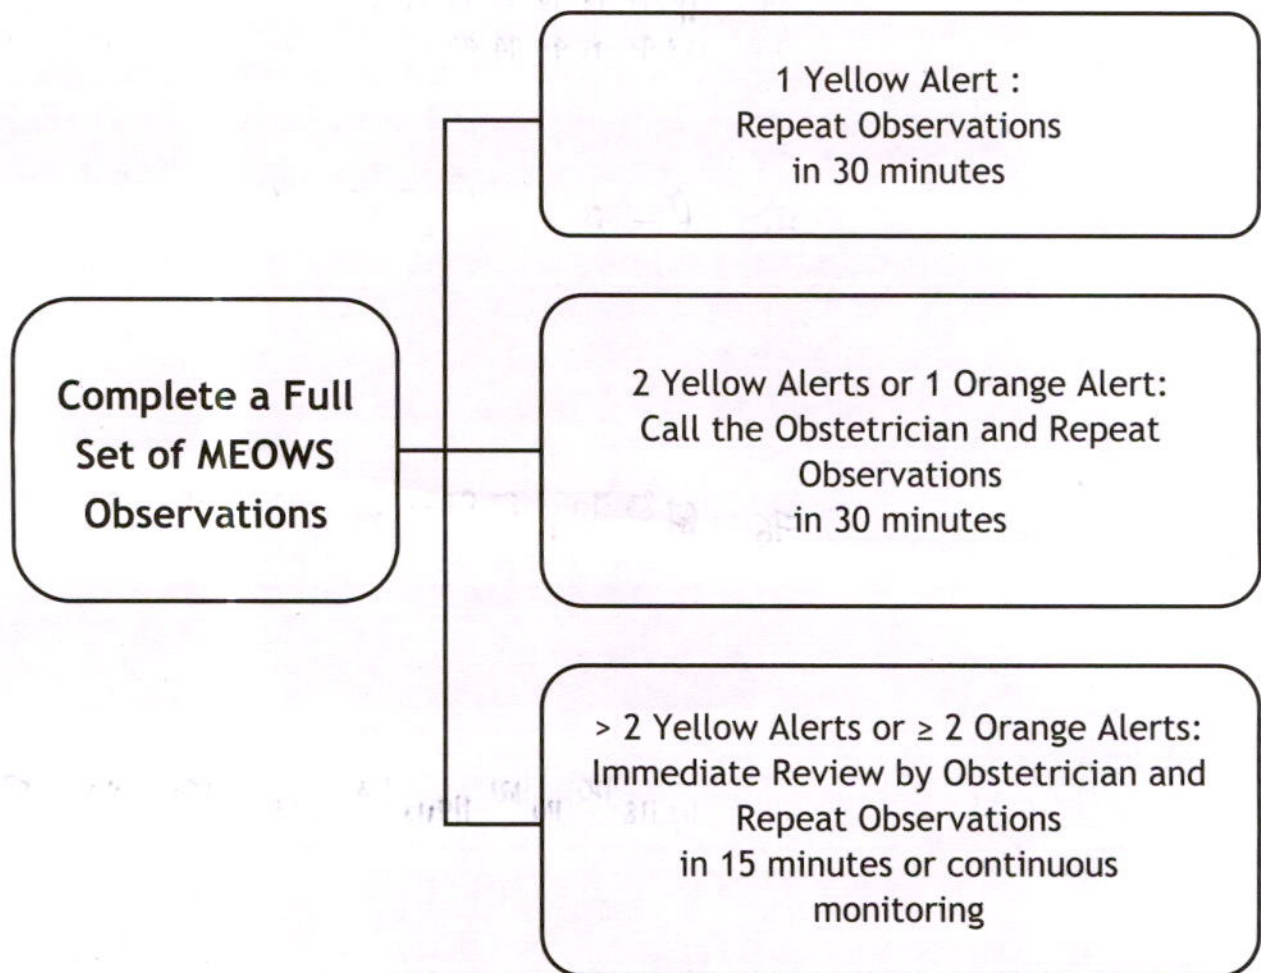 1 Yellow Alert :
Repeat Observations
in 30 minutes
Complete a Full
Set of MEOWS
Observations
2 Yellow Alerts or 1 Orange Alert:
Call the Obstetrician and Repeat
Observations
in 30 minutes
> 2 Yellow Alerts or ≥ 2 Orange Alerts:
Immediate Review by Obstetrician and
Repeat Observations
in 15 minutes or continuous
monitoring